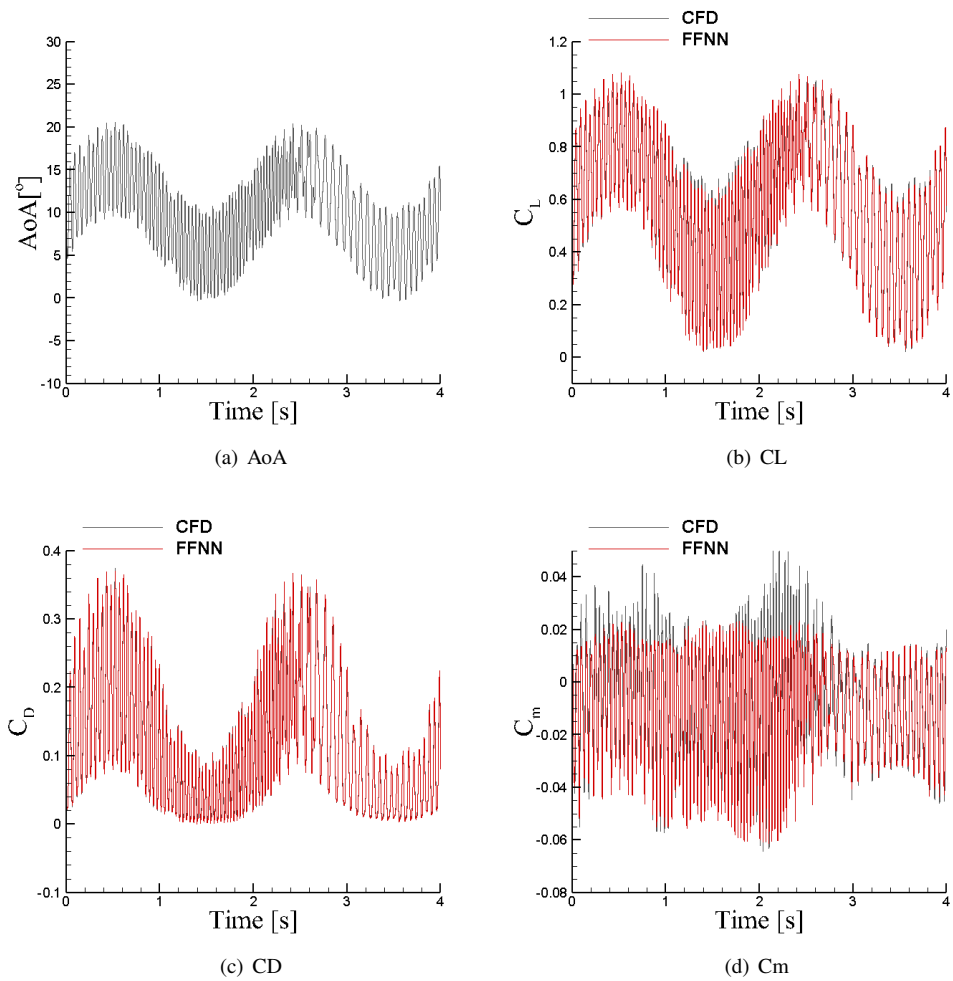 AoA[°]
30
25
20
15
10
5
0
-5
-10
0 1 2 3 4
Time [s]
(a) AoA
CFD
FFNN
C_L
1.2
1
0.8
0.6
0.4
0.2
0
0 1 2 3 4
Time [s]
(b) CL
CFD
FFNN
C_D
0.4
0.3
0.2
0.1
0
-0.1
0 1 2 3 4
Time [s]
(c) CD
CFD
FFNN
C_m
0.04
0.02
0
-0.02
-0.04
-0.06
-0.08
0 1 2 3 4
Time [s]
(d) Cm